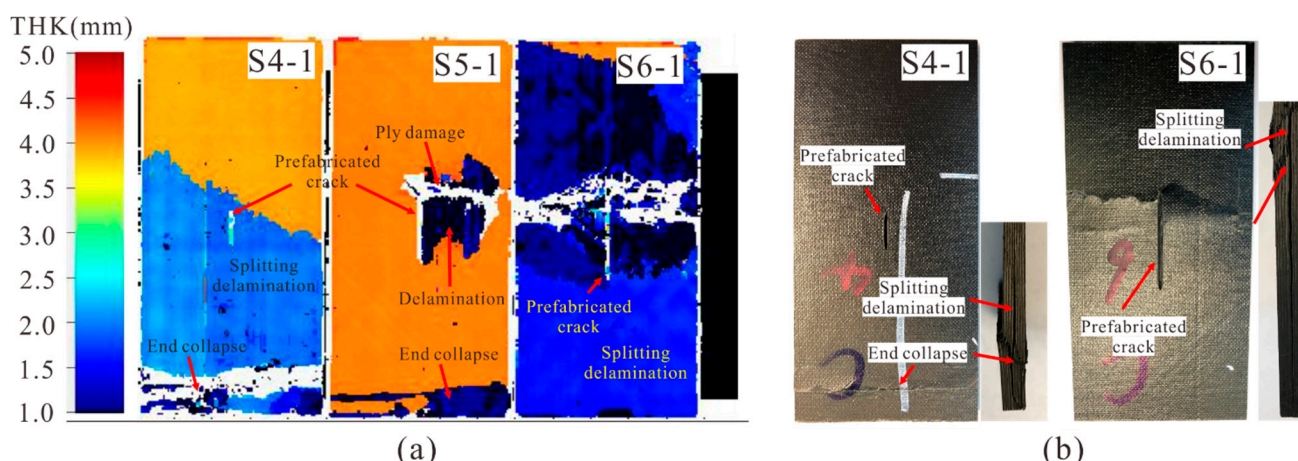 THK(mm)
5.0
4.5
4.0
3.5
3.0
2.5
2.0
1.5
1.0
S4-1
S5-1
S6-1
Ply damage
Prefabricated
crack
Splitting
delamination
Delamination
Prefabricated
crack
End collapse
End collapse
Splitting
delamination
(a)
S4-1
S6-1
Prefabricated
crack
Splitting
delamination
Splitting
delamination
End collapse
Prefabricated
crack
(b)